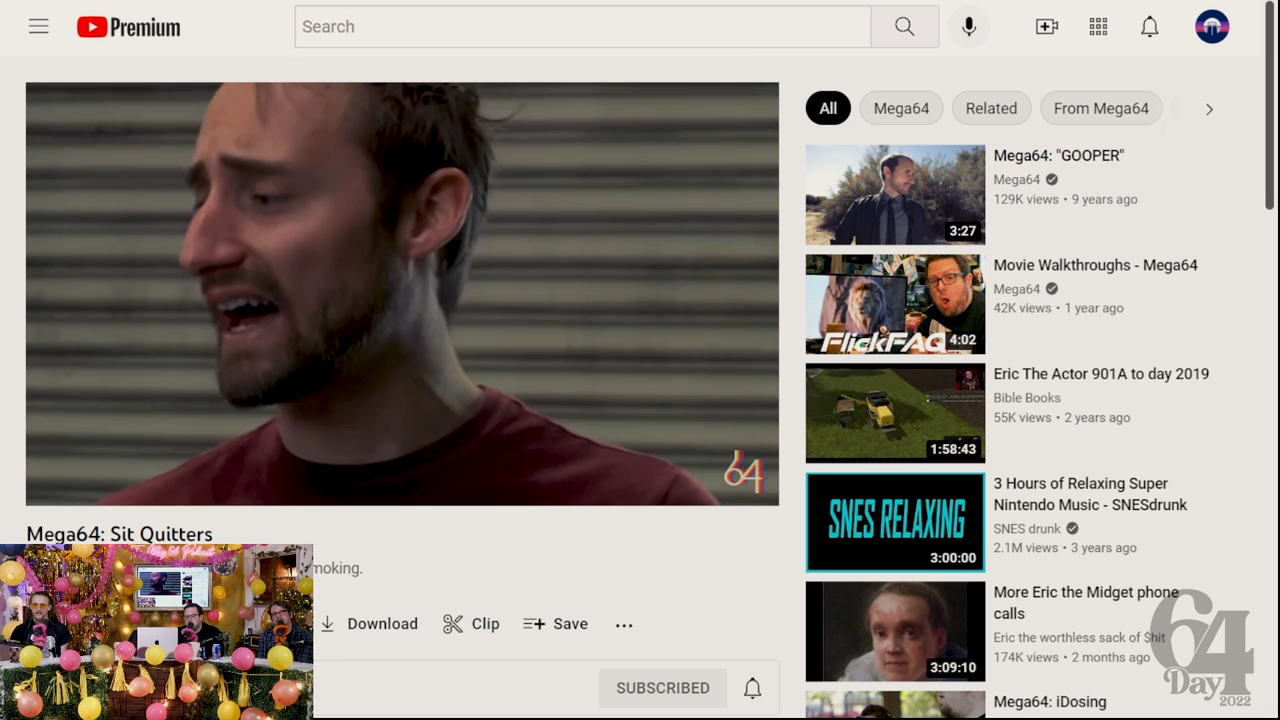 Premium
Search
All
Mega64
Related
From Mega64
Mega64: "GOOPER"
Mega64
129K views • 9 years ago
3:27
Movie Walkthroughs - Mega64
Mega64
42K views • 1 year ago
FlickFAQ
4:02
Eric The Actor 901A to day 2019
Bible Books
55K views • 2 years ago
1:58:43
3 Hours of Relaxing Super
Nintendo Music - SNESdrunk
SNES drunk
2.1M views • 3 years ago
SNES RELAXING
3:00:00
More Eric the Midget phone
calls
Eric the worthless sack of $hit
174K views • 2 months ago
3:09:10
Mega64: iDosing
64
Mega64: Sit Quitters
moking.
Download
Clip
Save
SUBSCRIBED
64
Day
2022